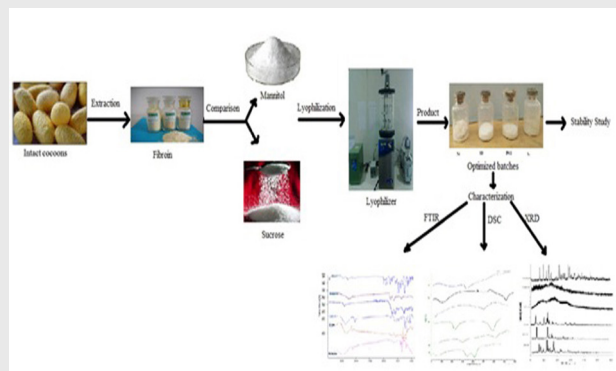 Mannitol
Extraction
Comparison
Lyophilization
Product
Stability Study
Intact cocoons
Fibroin
Sucrose
Lyophilizer
Optimized batches
Characterization
FTIR
DSC
XRD